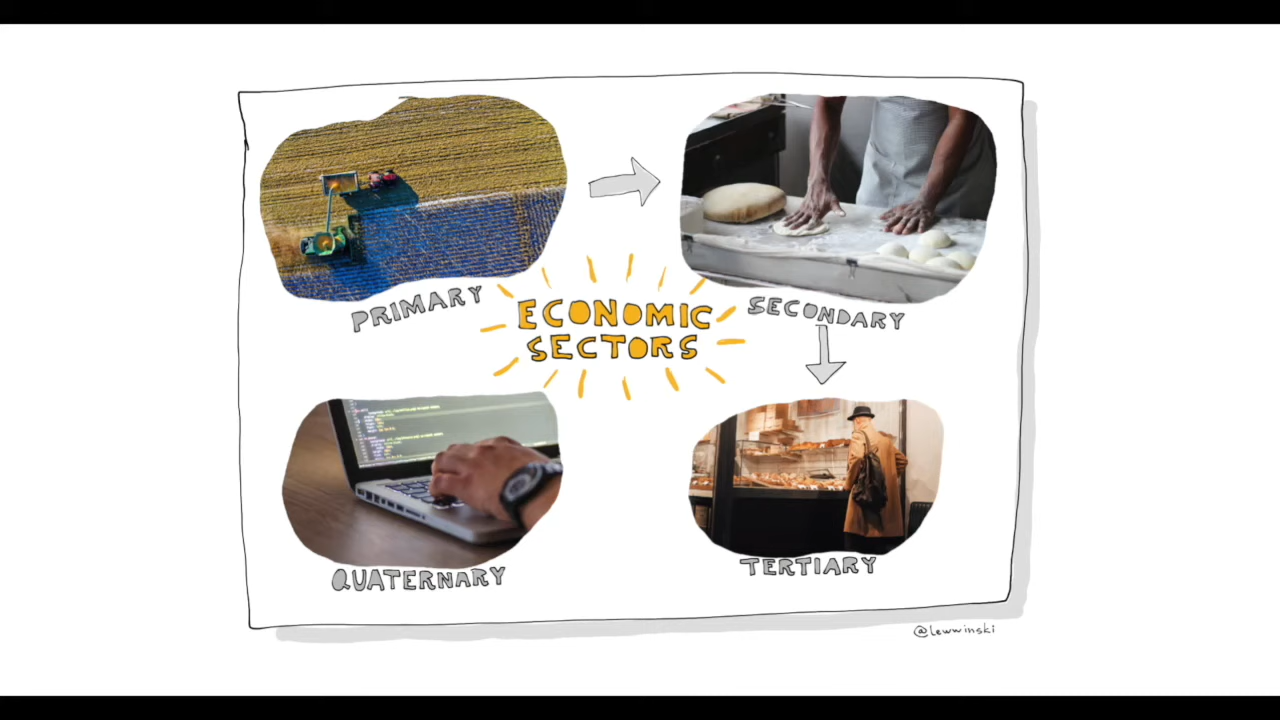 PRIMARY
SECONDARY
ECONOMIC
SECTORS
QUATERNARY
TERTIARY
@lewwinski